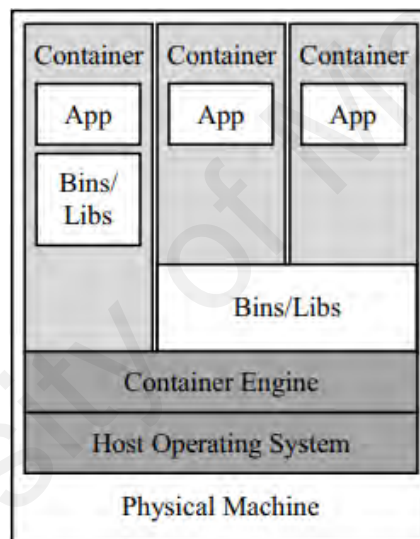 Container Container Container
App App App
Bins/
Libs
Bins/Libs
Container Engine
Host Operating System
Physical Machine